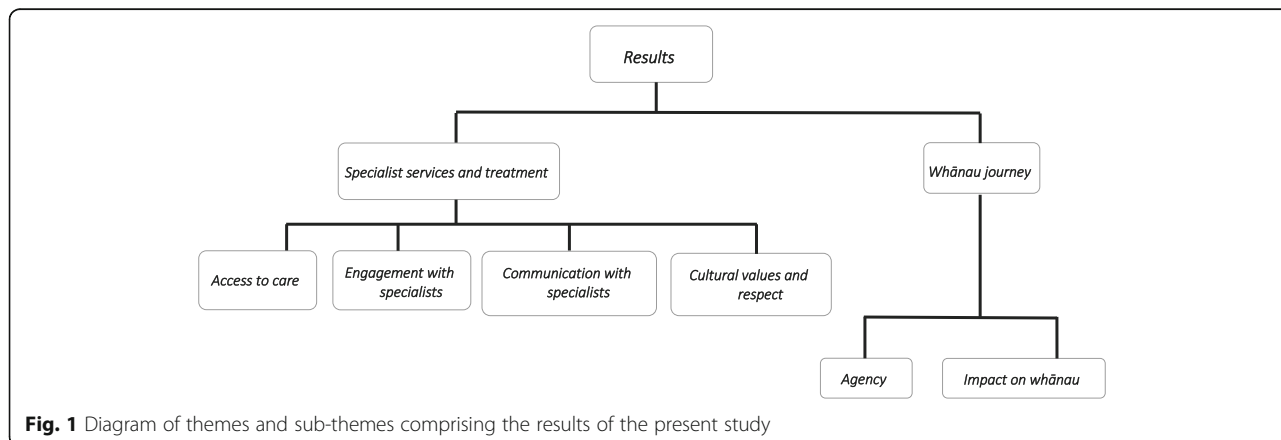 Results
Specialist services and treatment
Whānau journey
Access to care
Engagement with
specialists
Communication with
specialists
Cultural values and
respect
Agency
Impact on whānau
Fig. 1 Diagram of themes and sub-themes comprising the results of the present study